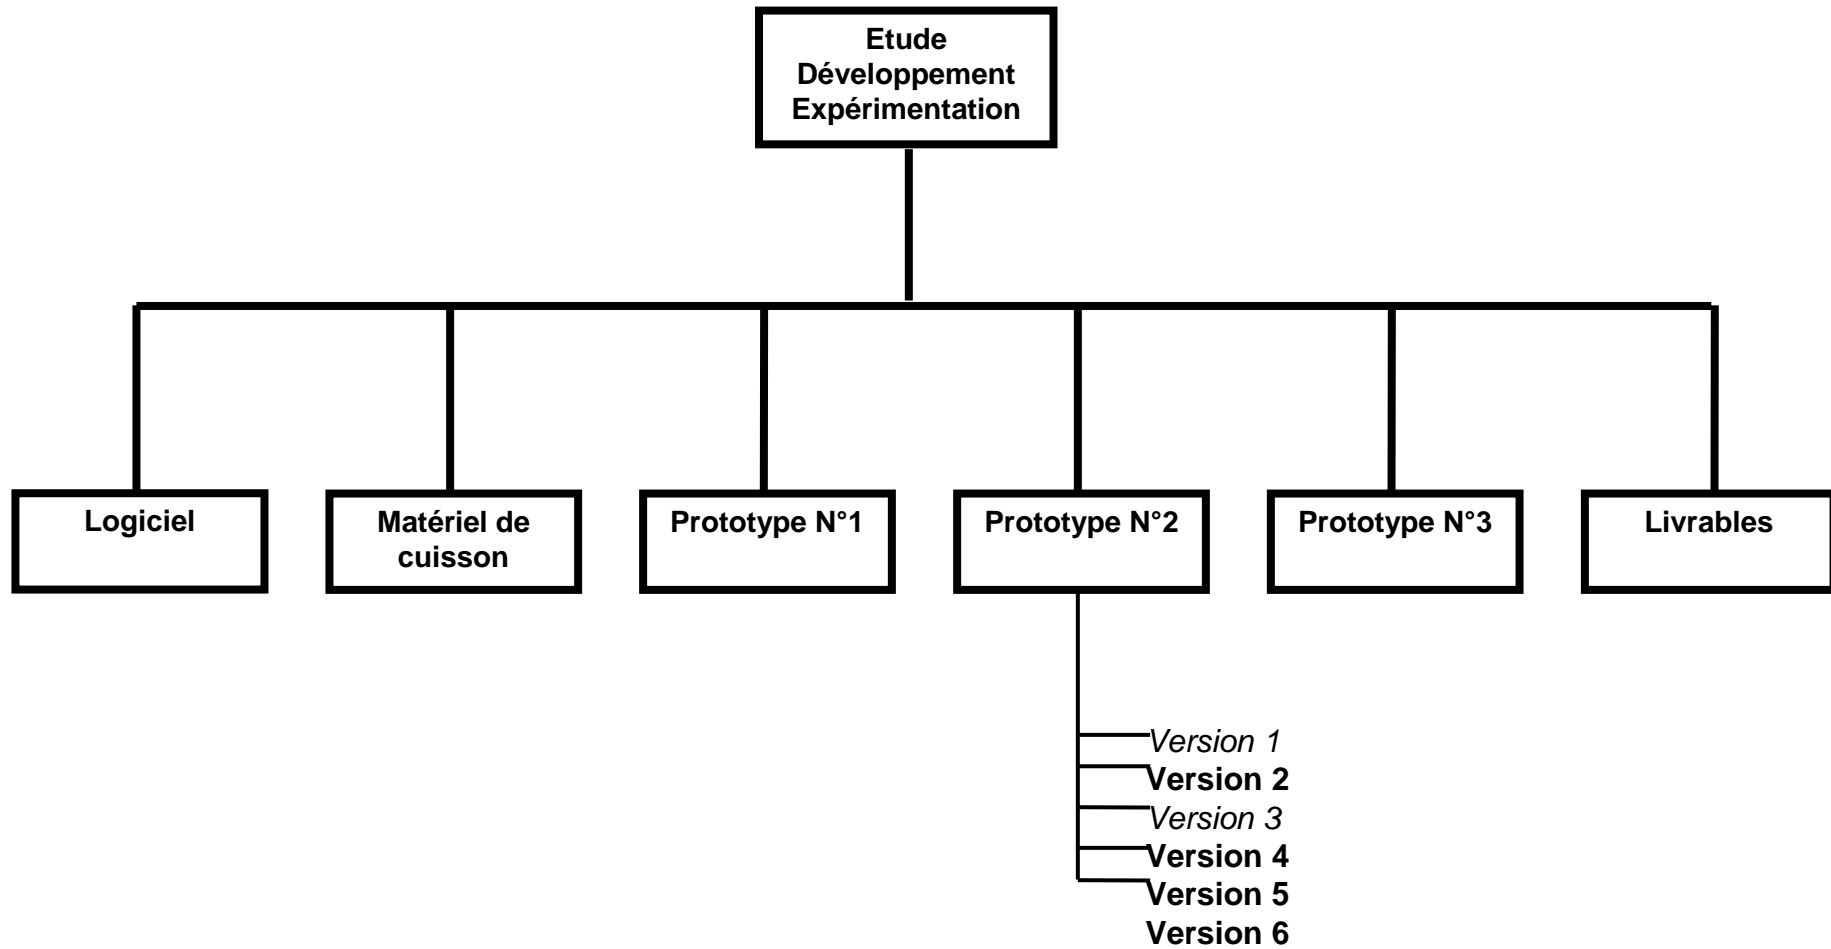 Etude
Développement
Expérimentation
Logiciel
Matériel de
cuisson
Prototype N°1
Prototype N°2
Prototype N°3
Livrables
Version 1
Version 2
Version 3
Version 4
Version 5
Version 6